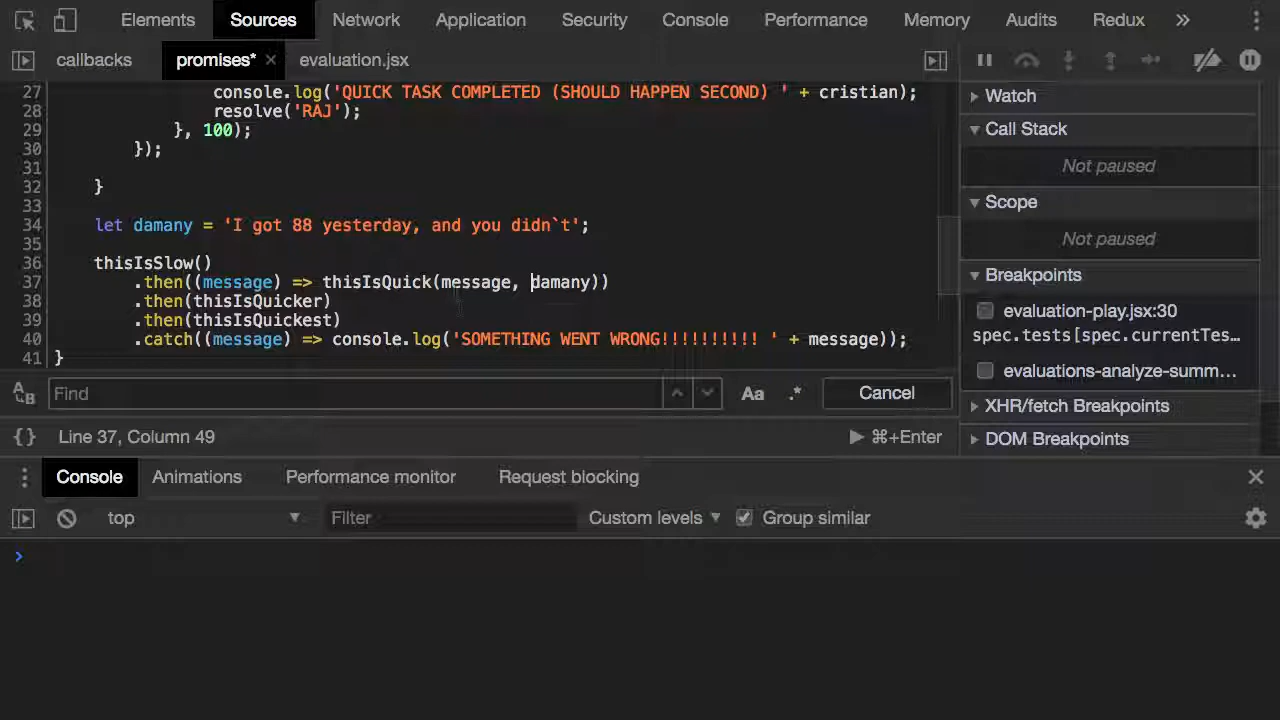 Elements Sources Network Application Security Console Performance Memory Audits Redux »
callbacks promises* × evaluation.jsx
27 console.log('QUICK TASK COMPLETED (SHOULD HAPPEN SECOND) ' + cristian);
28 resolve('RAJ');
29 }, 100);
30 });
31
32 }
33
34 let damany = 'I got 88 yesterday, and you didn`t';
35
36 thisIsSlow()
37 .then((message) => thisIsQuick(message, damany))
38 .then(thisIsQuicker)
39 .then(thisIsQuickest)
40 .catch((message) => console.log('SOMETHING WENT WRONG!!!!!!!!!! ' + message));
41 }
Find Aa .* Cancel
{} Line 37, Column 49 ⌘+Enter
Watch
Call Stack
Not paused
Scope
Not paused
Breakpoints
evaluation-play.jsx:30
spec.tests[spec.currentTes…
evaluations-analyze-summ…
XHR/fetch Breakpoints
DOM Breakpoints
Console Animations Performance monitor Request blocking
top Filter Custom levels Group similar